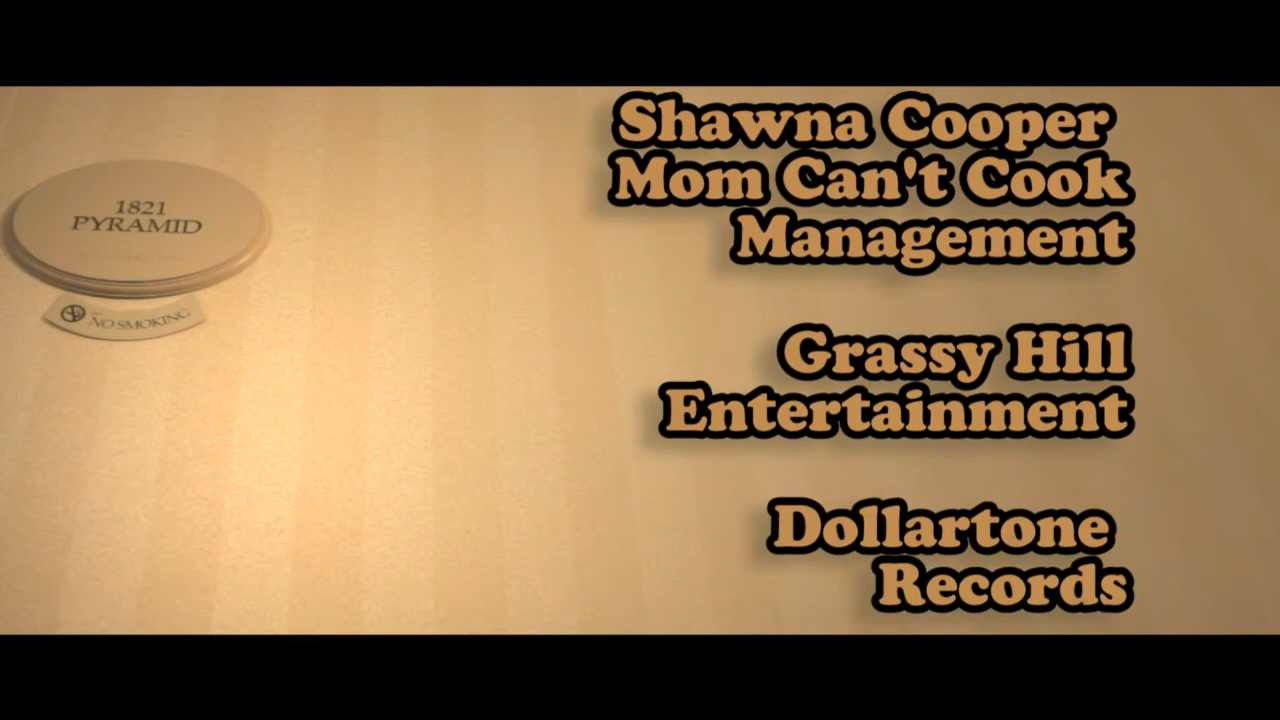 1821
PYRAMID
NO SMOKING
Shawna Cooper
Mom Can't Cook
Management
Grassy Hill
Entertainment
Dollartone
Records